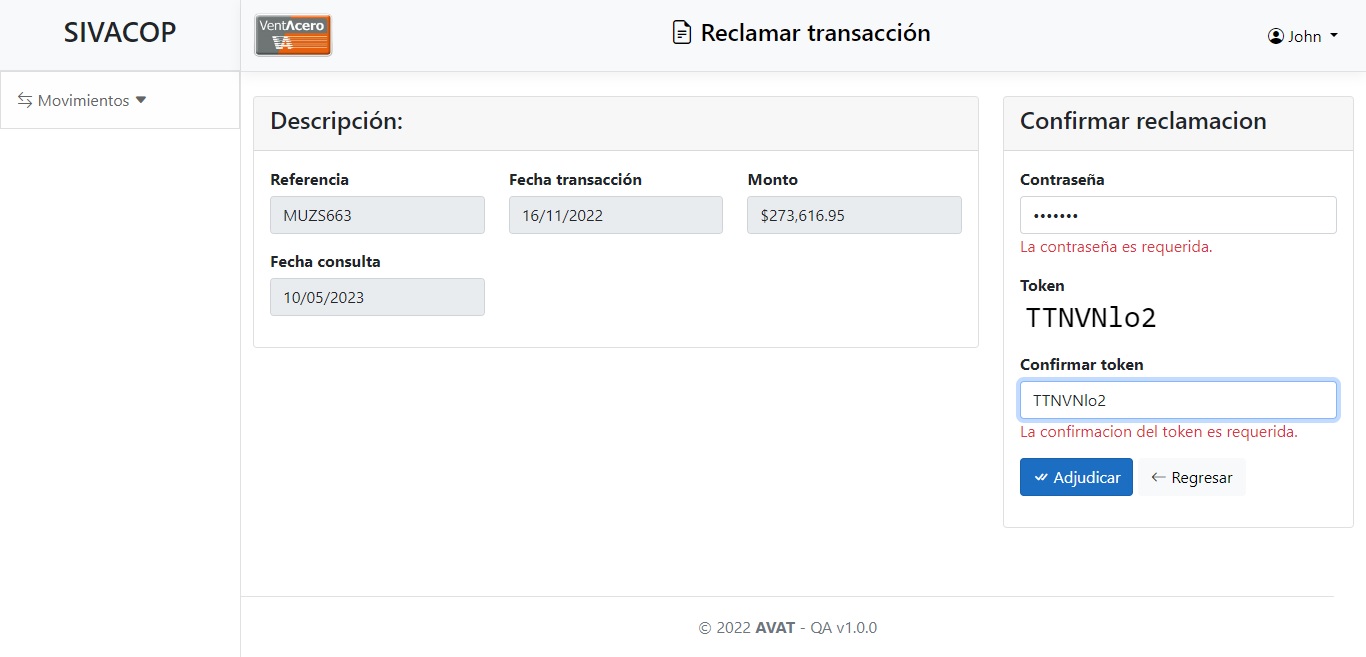 SIVACOP
VentAcero
VA
Reclamar transacción
John
Movimientos
Descripción:
Referencia
MUZS663
Fecha transacción
16/11/2022
Monto
$273,616.95
Fecha consulta
10/05/2023
Confirmar reclamacion
Contraseña
•••••••
La contraseña es requerida.
Token
TTNVNlo2
Confirmar token
TTNVNlo2
La confirmacion del token es requerida.
Adjudicar
Regresar
© 2022 AVAT - QA v1.0.0